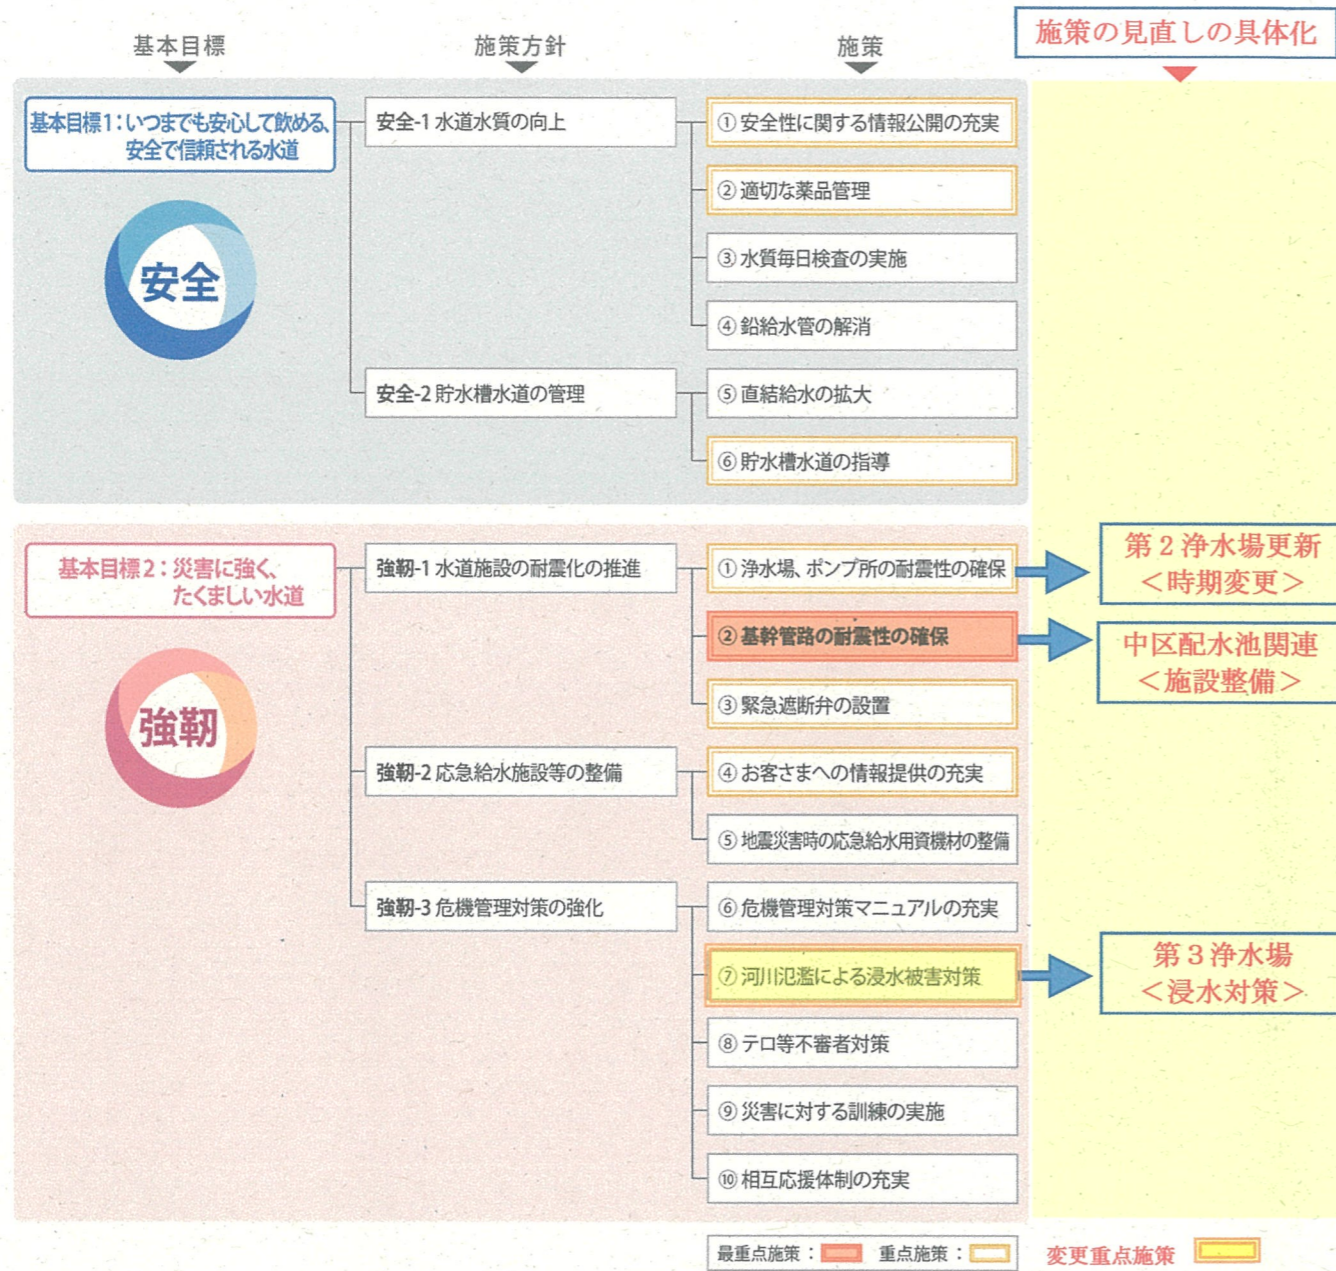 基本目標
施策方針
施策
施策の見直しの具体化
基本目標1：いつまでも安心して飲める、
安全で信頼される水道
安全
安全-1 水道水質の向上
① 安全性に関する情報公開の充実
② 適切な薬品管理
③ 水質毎日検査の実施
④ 鉛給水管の解消
安全-2 貯水槽水道の管理
⑤ 直結給水の拡大
⑥ 貯水槽水道の指導
基本目標2：災害に強く、
たくましい水道
強靭
強靭-1 水道施設の耐震化の推進
① 浄水場、ポンプ所の耐震性の確保
第２浄水場更新
＜時期変更＞
② 基幹管路の耐震性の確保
中区配水池関連
＜施設整備＞
③ 緊急遮断弁の設置
強靭-2 応急給水施設等の整備
④ お客さまへの情報提供の充実
⑤ 地震災害時の応急給水用資機材の整備
強靭-3 危機管理対策の強化
⑥ 危機管理対策マニュアルの充実
⑦ 河川氾濫による浸水被害対策
第３浄水場
＜浸水対策＞
⑧ テロ等不審者対策
⑨ 災害に対する訓練の実施
⑩ 相互応援体制の充実
最重点施策： 重点施策： 変更重点施策